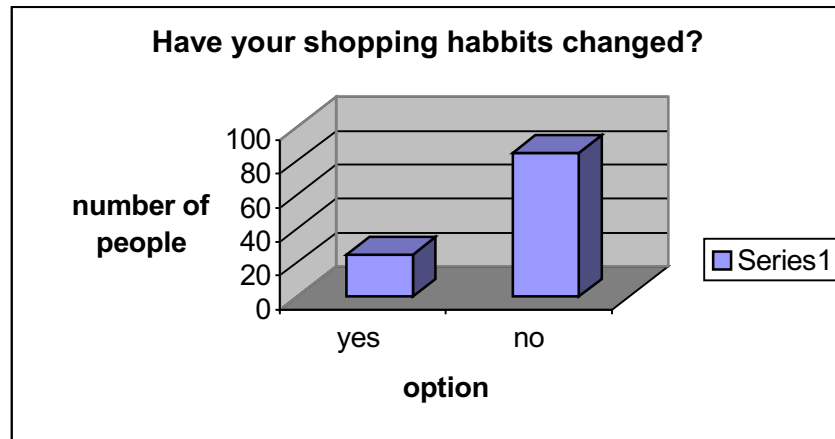 Have your shopping habbits changed?
100
80
60
40
20
0
number of
people
yes
no
option
Series1